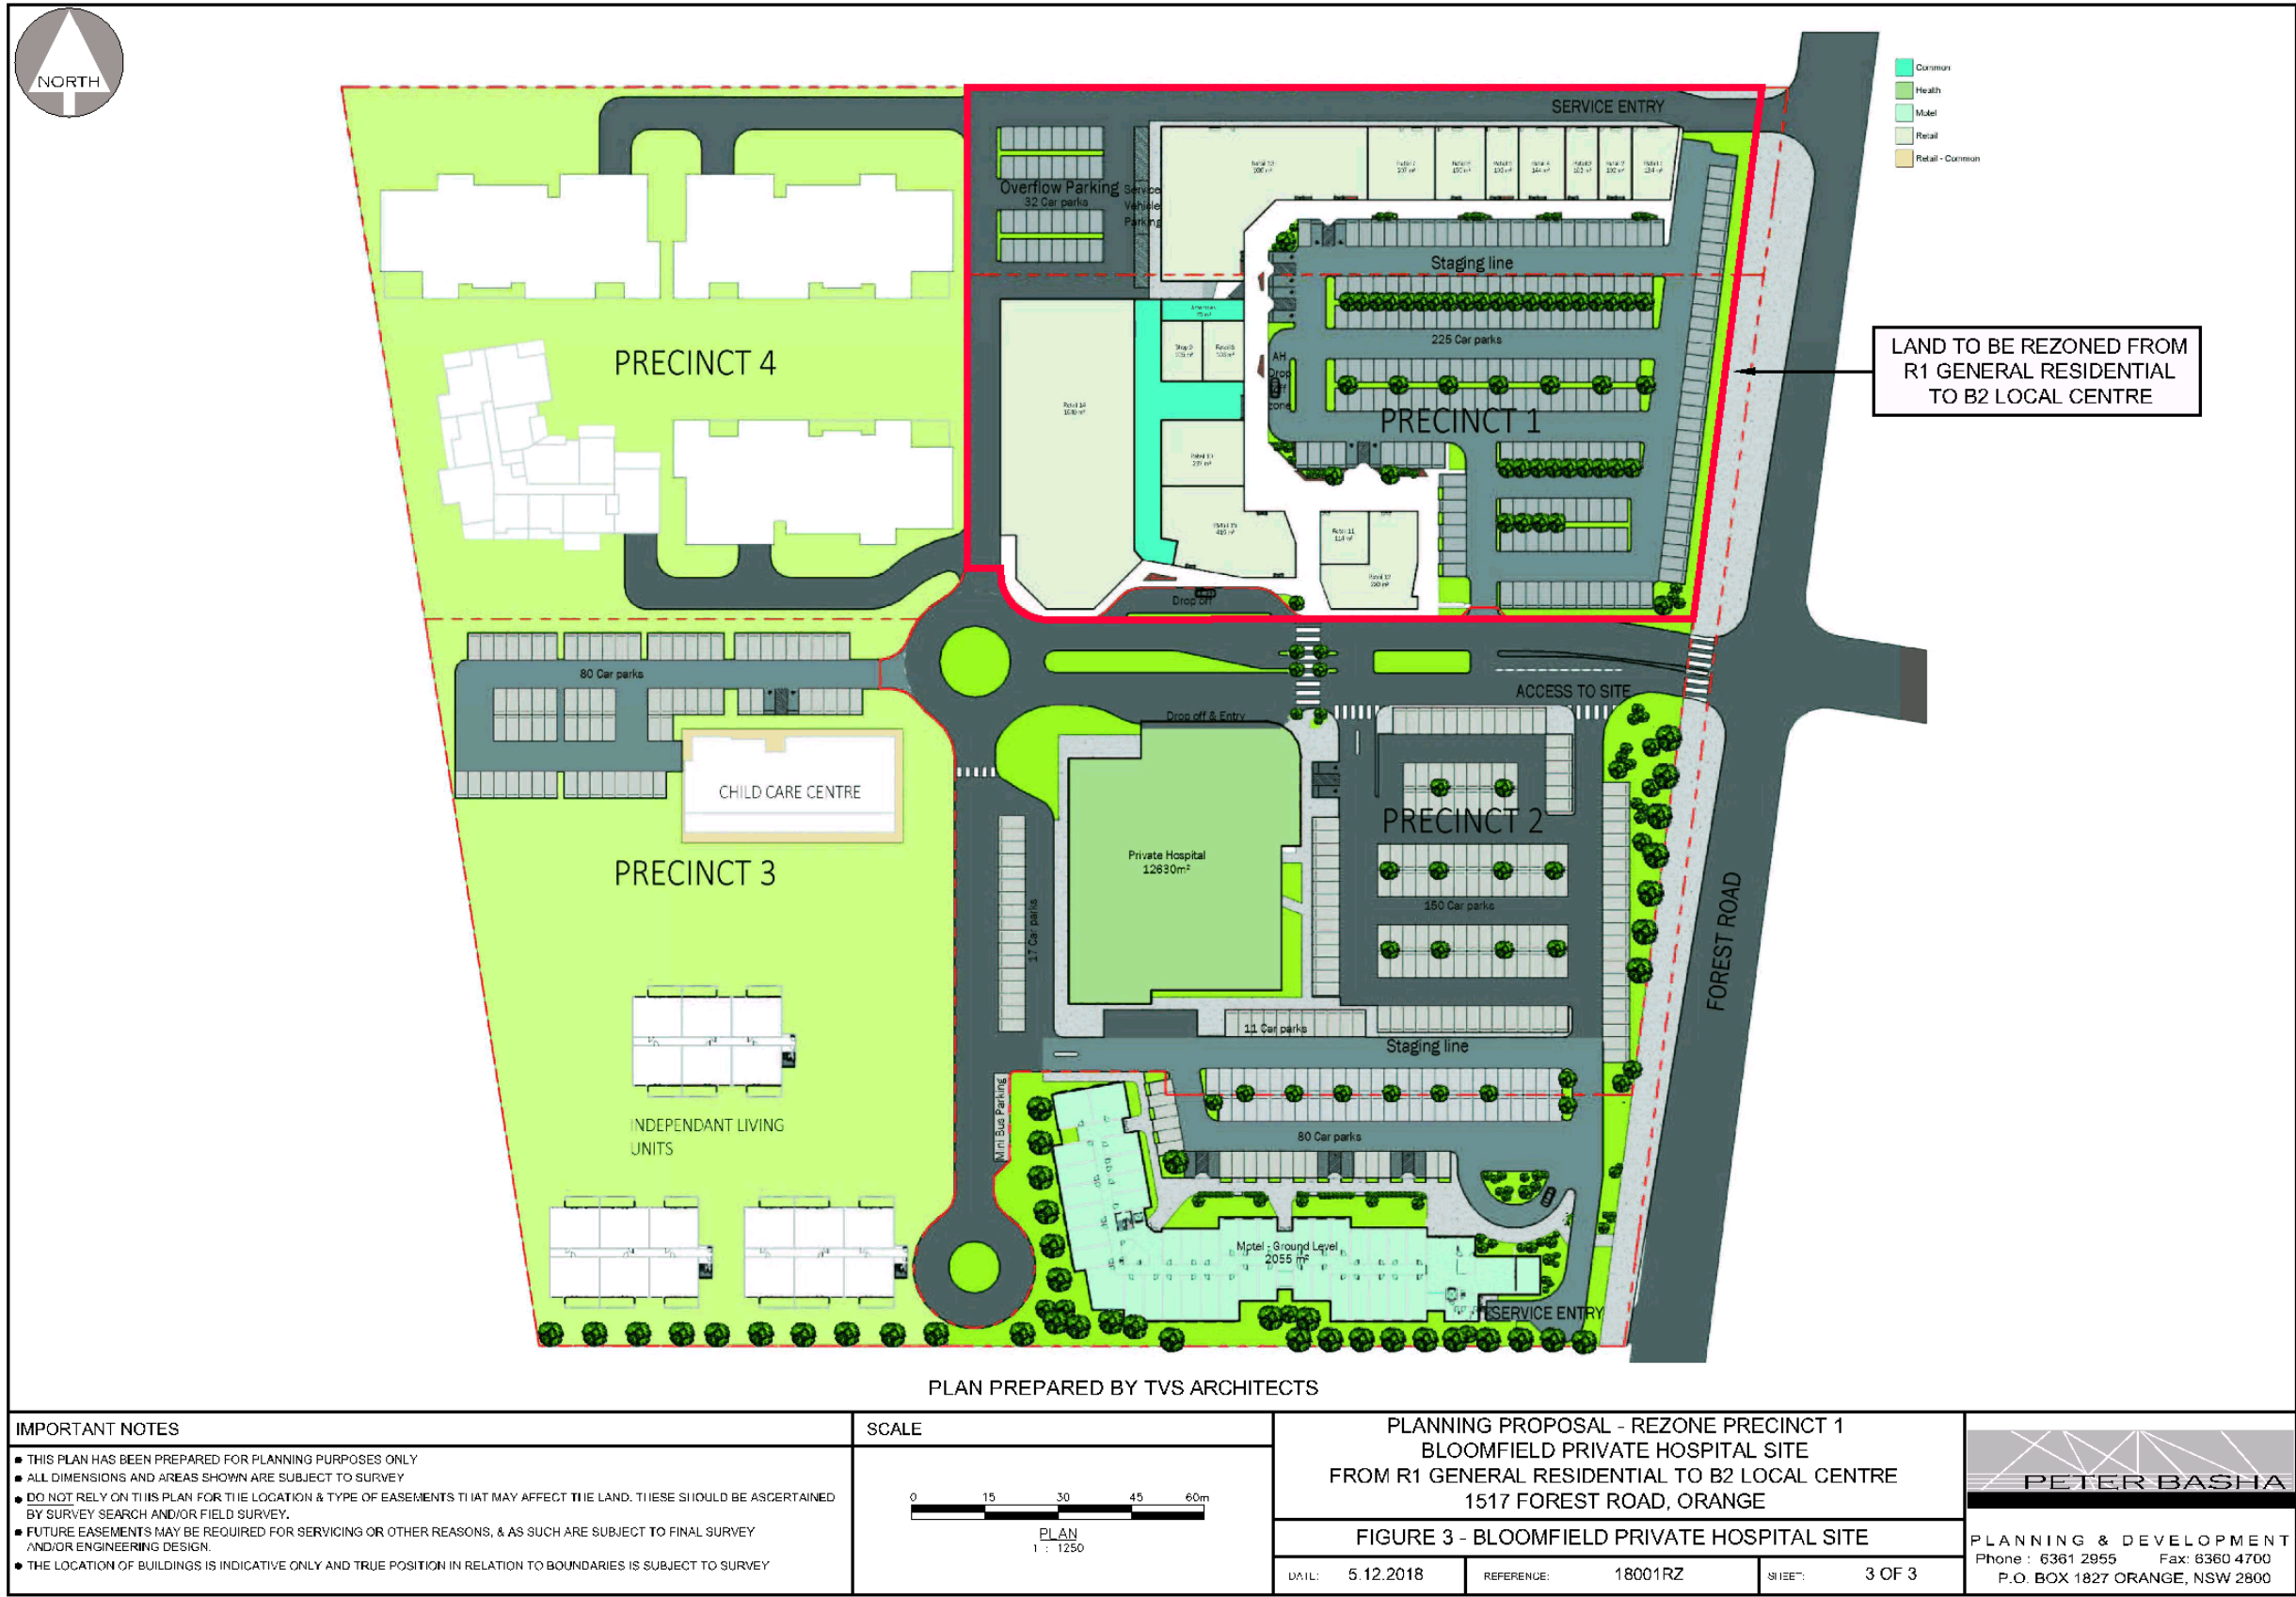 NORTH
Common
Health
Motel
Retail
Retail - Common
SERVICE ENTRY
Overflow Parking
32 Car parks
Service
Vehicle
Parking
Staging line
225 Car parks
AH
Drop
zone
PRECINCT 1
PRECINCT 4
LAND TO BE REZONED FROM
R1 GENERAL RESIDENTIAL
TO B2 LOCAL CENTRE
Retail 14
Retail 11
Drop off
80 Car parks
ACCESS TO SITE
Drop off & Entry
CHILD CARE CENTRE
PRECINCT 3
PRECINCT 2
Private Hospital
12630m²
150 Car parks
17 Car parks
FOREST ROAD
11 Car parks
Staging line
Mini Bus Parking
INDEPENDANT LIVING
UNITS
80 Car parks
Motel - Ground Level
2055 m²
SERVICE ENTRY
PLAN PREPARED BY TVS ARCHITECTS
IMPORTANT NOTES
● THIS PLAN HAS BEEN PREPARED FOR PLANNING PURPOSES ONLY
● ALL DIMENSIONS AND AREAS SHOWN ARE SUBJECT TO SURVEY
● DO NOT RELY ON THIS PLAN FOR THE LOCATION & TYPE OF EASEMENTS THAT MAY AFFECT THE LAND. THESE SHOULD BE ASCERTAINED
BY SURVEY SEARCH AND/OR FIELD SURVEY.
● FUTURE EASEMENTS MAY BE REQUIRED FOR SERVICING OR OTHER REASONS, & AS SUCH ARE SUBJECT TO FINAL SURVEY
AND/OR ENGINEERING DESIGN.
● THE LOCATION OF BUILDINGS IS INDICATIVE ONLY AND TRUE POSITION IN RELATION TO BOUNDARIES IS SUBJECT TO SURVEY
SCALE
0 15 30 45 60m
PLAN
1 : 1250
PLANNING PROPOSAL - REZONE PRECINCT 1
BLOOMFIELD PRIVATE HOSPITAL SITE
FROM R1 GENERAL RESIDENTIAL TO B2 LOCAL CENTRE
1517 FOREST ROAD, ORANGE
FIGURE 3 - BLOOMFIELD PRIVATE HOSPITAL SITE
DATE: 5.12.2018
REFERENCE: 18001RZ
SHEET: 3 OF 3
PETER BASHA
PLANNING & DEVELOPMENT
Phone : 6361 2955 Fax: 6360 4700
P.O. BOX 1827 ORANGE, NSW 2800